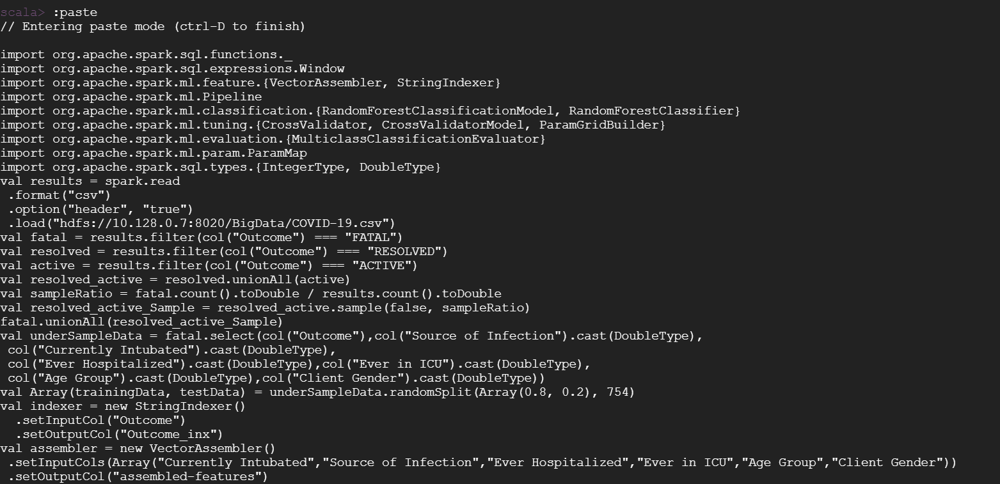 scala> :paste
// Entering paste mode (ctrl-D to finish)
import org.apache.spark.sql.functions._
import org.apache.spark.sql.expressions.Window
import org.apache.spark.ml.feature.{VectorAssembler, StringIndexer}
import org.apache.spark.ml.Pipeline
import org.apache.spark.ml.classification.{RandomForestClassificationModel, RandomForestClassifier}
import org.apache.spark.ml.tuning.{CrossValidator, CrossValidatorModel, ParamGridBuilder}
import org.apache.spark.ml.evaluation.{MulticlassClassificationEvaluator}
import org.apache.spark.ml.param.ParamMap
import org.apache.spark.sql.types.{IntegerType, DoubleType}
val results = spark.read
 .format("csv")
 .option("header", "true")
 .load("hdfs://10.128.0.7:8020/BigData/COVID-19.csv")
val fatal = results.filter(col("Outcome") === "FATAL")
val resolved = results.filter(col("Outcome") === "RESOLVED")
val active = results.filter(col("Outcome") === "ACTIVE")
val resolved_active = resolved.unionAll(active)
val sampleRatio = fatal.count().toDouble / results.count().toDouble
val resolved_active_Sample = resolved_active.sample(false, sampleRatio)
fatal.unionAll(resolved_active_Sample)
val underSampleData = fatal.select(col("Outcome"),col("Source of Infection").cast(DoubleType),
 col("Currently Intubated").cast(DoubleType),
 col("Ever Hospitalized").cast(DoubleType),col("Ever in ICU").cast(DoubleType),
 col("Age Group").cast(DoubleType),col("Client Gender").cast(DoubleType))
val Array(trainingData, testData) = underSampleData.randomSplit(Array(0.8, 0.2), 754)
val indexer = new StringIndexer()
  .setInputCol("Outcome")
  .setOutputCol("Outcome_inx")
val assembler = new VectorAssembler()
 .setInputCols(Array("Currently Intubated","Source of Infection","Ever Hospitalized","Ever in ICU","Age Group","Client Gender"))
 .setOutputCol("assembled-features")